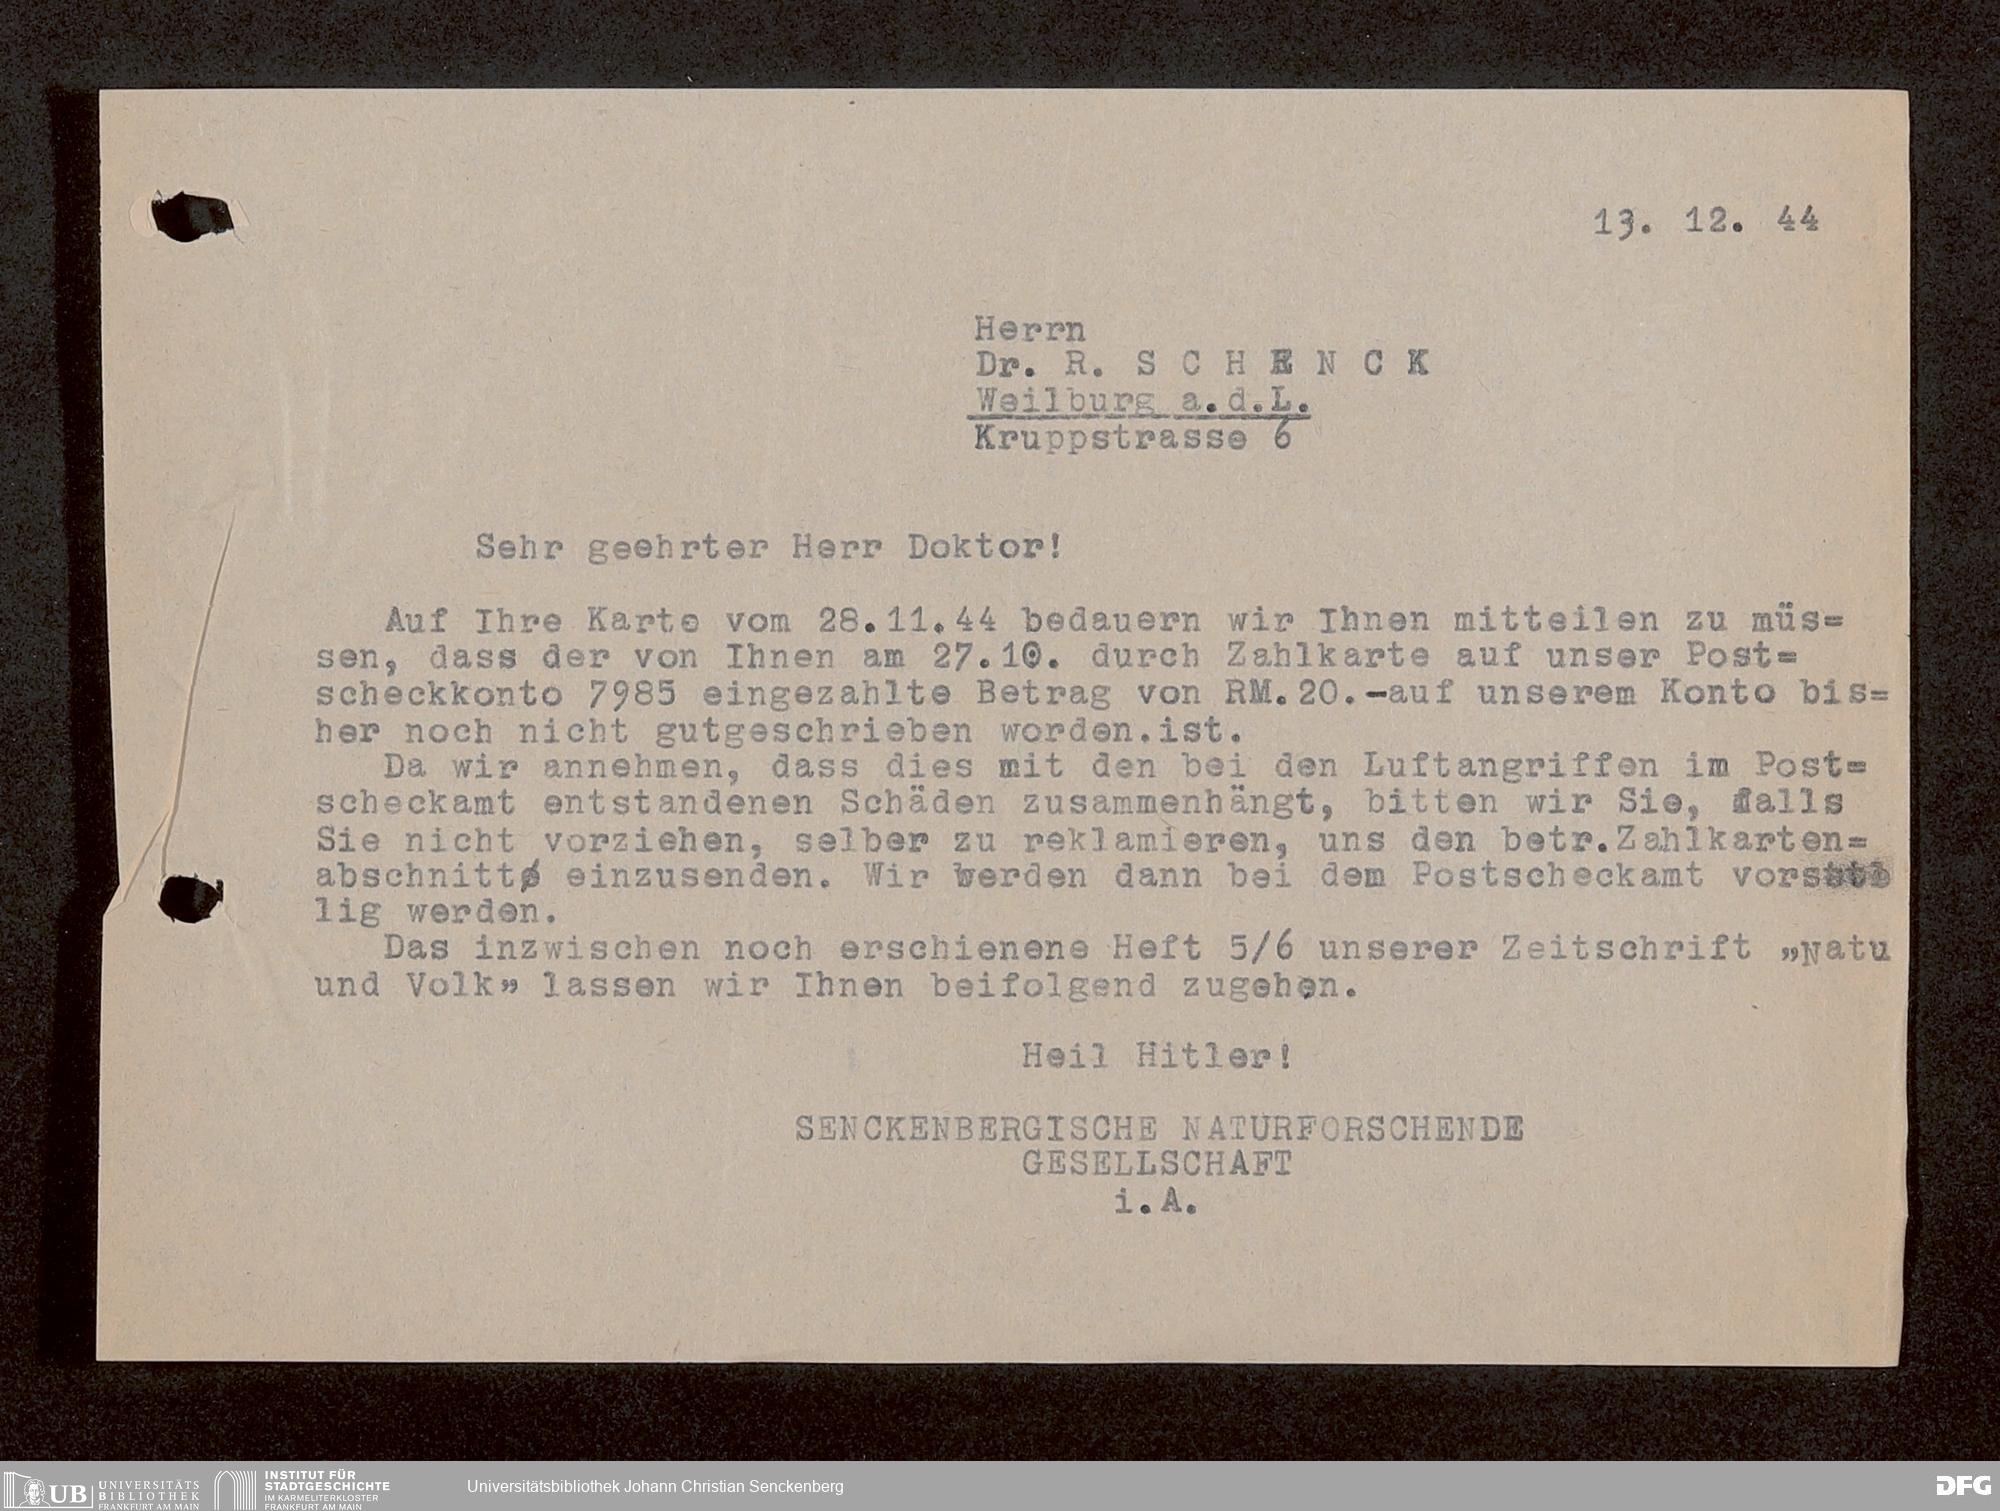 13. 12. 44
Herrn
Dr. R. S C H E N C K
Weilburg a.d.L.
Kruppstrasse 6
Sehr geehrter Herr Doktor!
Auf Ihre Karte vom 28.11.44 bedauern wir Ihnen mitteilen zu müs=
sen, dass der von Ihnen am 27.10. durch Zahlkarte auf unser Post=
scheckkonto 7985 eingezahlte Betrag von RM.20.-auf unserem Konto bis=
her noch nicht gutgeschrieben worden.ist.
Da wir annehmen, dass dies mit den bei den Luftangriffen im Post=
scheckamt entstandenen Schäden zusammenhängt, bitten wir Sie, falls
Sie nicht vorziehen, selber zu reklamieren, uns den betr.Zahlkarten=
abschnitt einzusenden. Wir werden dann bei dem Postscheckamt
lig werden.
Das inzwischen noch erschienene Heft 5/6 unserer Zeitschrift „Natu
und Volk„ lassen wir Ihnen beifolgend zugehen.
Heil Hitler!
SENCKENBERGISCHE NATURFORSCHENDE
GESELLSCHAFT
i.A.
UB UNIVERSITÄTS
BIBLIOTHEK
FRANKFURT AM MAIN
INSTITUT FÜR
STADTGESCHICHTE
IM KARMELITERKLOSTER
FRANKFURT AM MAIN
Universitätsbibliothek Johann Christian Senckenberg
DFG